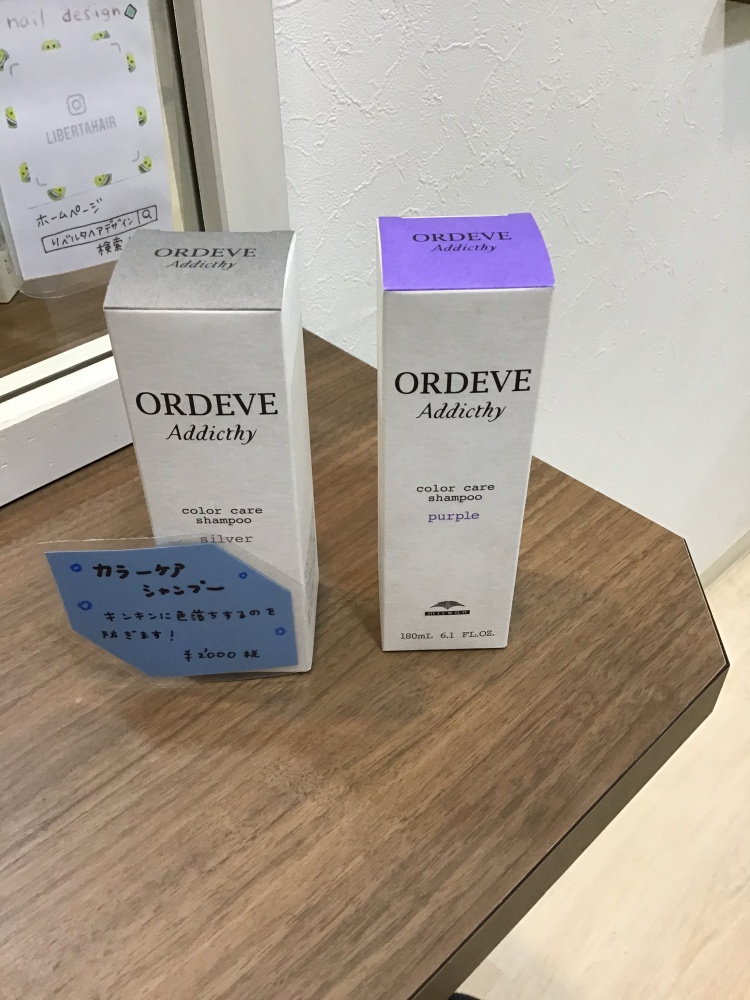 nail design
LIBERTAHAIR
ホームページ
リベルタヘアデザイン
検索!
ORDEVE
Addicthy
ORDEVE
Addicthy
color care
shampoo
silver
カラーケア
シャンプー
キンキンに色落ちするのを
防ぎます!
¥2'000
ORDEVE
Addicthy
ORDEVE
Addicthy
color care
shampoo
purple
milbon
180mL 6.1 FL.OZ.